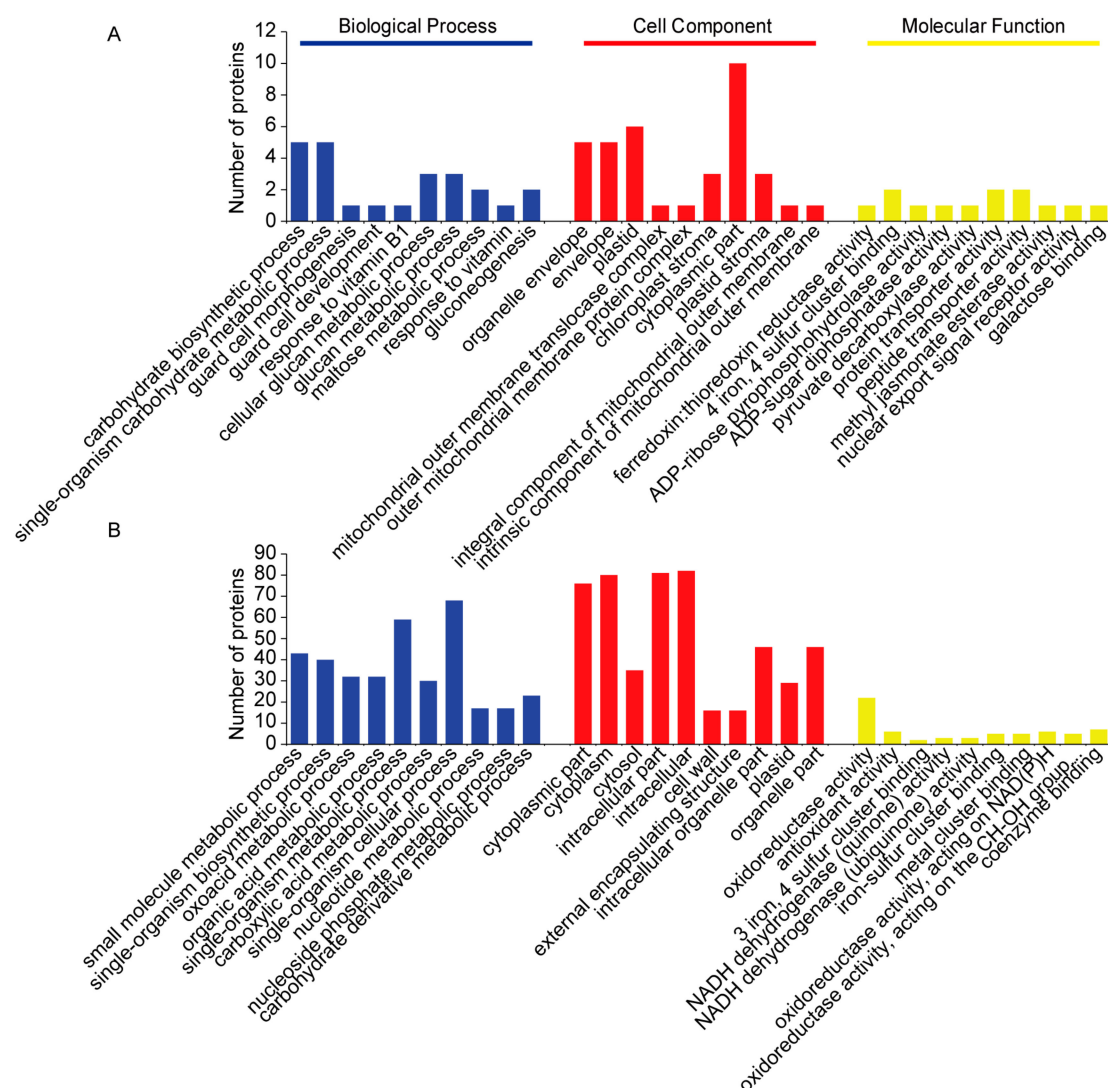 A
Biological Process
Cell Component
Molecular Function
Number of proteins
12
10
8
6
4
2
0
carbohydrate biosynthetic process
single-organism carbohydrate metabolic process
guard cell morphogenesis
guard cell development
response to vitamin B1
cellular glucan metabolic process
glucan metabolic process
maltose metabolic process
response to vitamin
gluconeogenesis
organelle envelope
envelope
plastid
mitochondrial outer membrane translocase complex
outer mitochondrial membrane protein complex
chloroplast stroma
cytoplasmic part
plastid stroma
integral component of mitochondrial outer membrane
intrinsic component of mitochondrial outer membrane
ferredoxin:thioredoxin reductase activity
4 iron, 4 sulfur cluster binding
ADP-ribose pyrophosphohydrolase activity
ADP-sugar diphosphatase activity
pyruvate decarboxylase activity
protein transporter activity
peptide transporter activity
methyl jasmonate esterase activity
nuclear export signal receptor activity
galactose binding
B
Number of proteins
90
80
70
60
50
40
30
20
10
0
small molecule metabolic process
single-organism biosynthetic process
oxoacid metabolic process
organic acid metabolic process
single-organism metabolic process
carboxylic acid metabolic process
single-organism cellular process
nucleotide metabolic process
nucleoside phosphate metabolic process
carbohydrate derivative metabolic process
cytoplasmic part
cytoplasm
cytosol
intracellular part
intracellular
cell wall
external encapsulating structure
intracellular organelle part
plastid
organelle part
oxidoreductase activity
antioxidant activity
3 iron, 4 sulfur cluster binding
NADH dehydrogenase (quinone) activity
NADH dehydrogenase (ubiquinone) activity
iron-sulfur cluster binding
metal cluster binding
oxidoreductase activity, acting on NAD(P)H
oxidoreductase activity, acting on the CH-OH group,
coenzyme binding